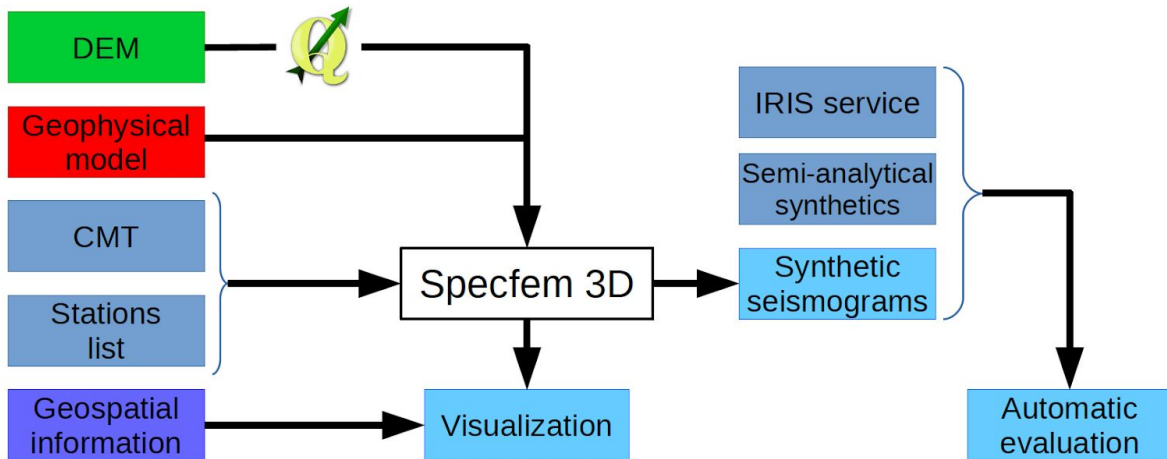 DEM
Q
Geophysical
model
CMT
Stations
list
Geospatial
information
Specfem 3D
Visualization
IRIS service
Semi-analytical
synthetics
Synthetic
seismograms
Automatic
evaluation